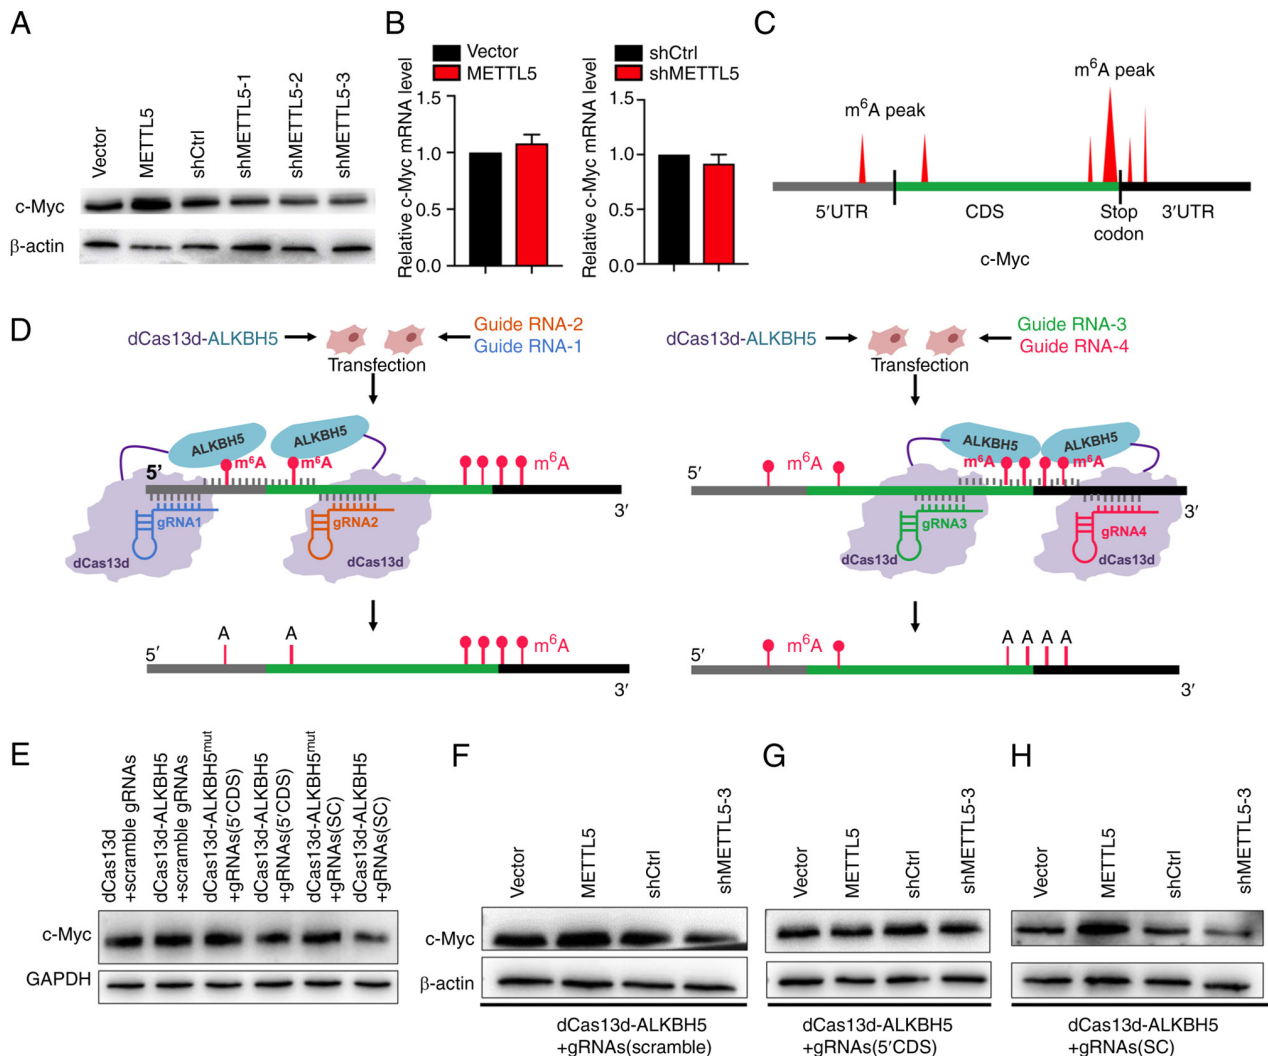 A
Vector
METTL5
shCtrl
shMETTL5-1
shMETTL5-2
shMETTL5-3
c-Myc
β-actin
B
Vector
METTL5
Relative c-Myc mRNA level
1.5
1.0
0.5
0.0
shCtrl
shMETTL5
Relative c-Myc mRNA level
1.5
1.0
0.5
0.0
C
m⁶A peak
m⁶A peak
5′UTR
CDS
Stop
codon
3′UTR
c-Myc
D
dCas13d-ALKBH5
Guide RNA-2
Guide RNA-1
Transfection
ALKBH5
ALKBH5
5′
m⁶A
m⁶A
m⁶A
3′
gRNA1
gRNA2
dCas13d
dCas13d
A
A
m⁶A
5′
3′
dCas13d-ALKBH5
Guide RNA-3
Guide RNA-4
Transfection
ALKBH5
ALKBH5
5′
m⁶A
m⁶A
m⁶A
3′
gRNA3
gRNA4
dCas13d
dCas13d
5′
m⁶A
A A A A
3′
E
dCas13d
+scramble gRNAs
dCas13d-ALKBH5
+scramble gRNAs
dCas13d-ALKBH5ᵐᵘᵗ
+gRNAs(5′CDS)
dCas13d-ALKBH5
+gRNAs(5′CDS)
dCas13d-ALKBH5ᵐᵘᵗ
+gRNAs(SC)
dCas13d-ALKBH5
+gRNAs(SC)
c-Myc
GAPDH
F
Vector
METTL5
shCtrl
shMETTL5-3
c-Myc
β-actin
dCas13d-ALKBH5
+gRNAs(scramble)
G
Vector
METTL5
shCtrl
shMETTL5-3
dCas13d-ALKBH5
+gRNAs(5′CDS)
H
Vector
METTL5
shCtrl
shMETTL5-3
dCas13d-ALKBH5
+gRNAs(SC)